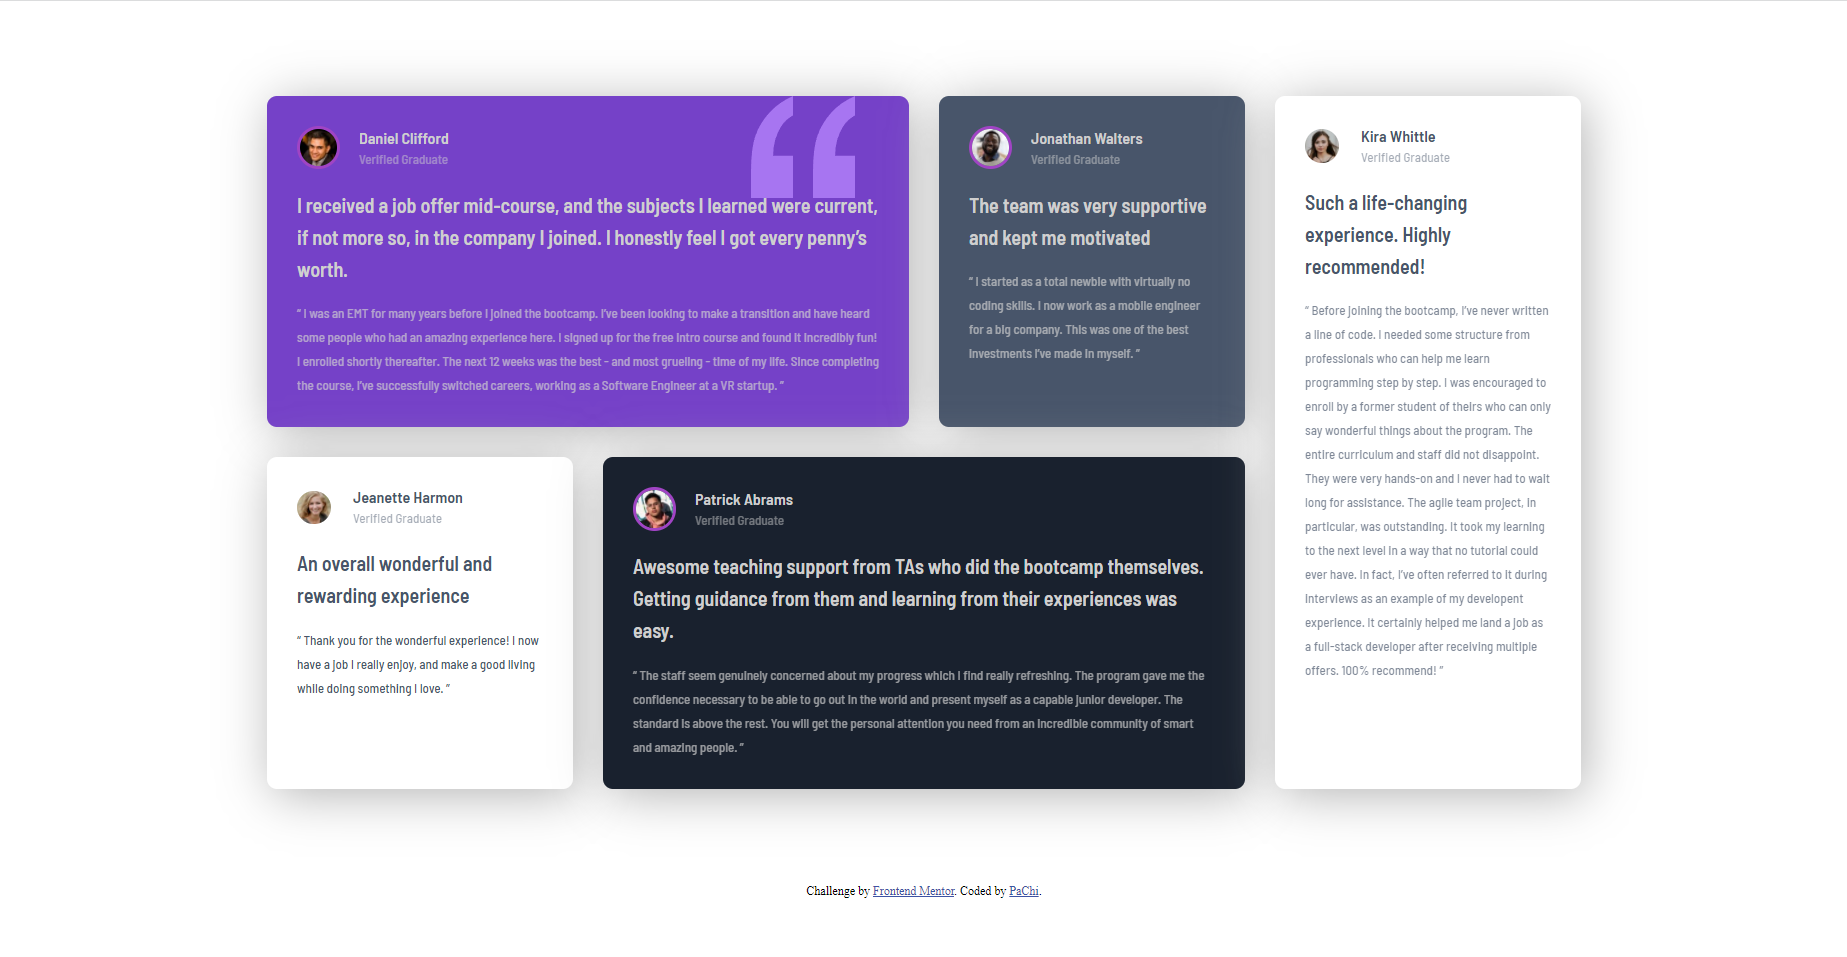 Daniel Clifford
Verified Graduate
I received a job offer mid-course, and the subjects I learned were current,
if not more so, in the company I joined. I honestly feel I got every penny’s
worth.
“ I was an EMT for many years before I joined the bootcamp. I’ve been looking to make a transition and have heard
some people who had an amazing experience here. I signed up for the free intro course and found it incredibly fun!
I enrolled shortly thereafter. The next 12 weeks was the best - and most grueling - time of my life. Since completing
the course, I’ve successfully switched careers, working as a Software Engineer at a VR startup. ”
Jonathan Walters
Verified Graduate
The team was very supportive
and kept me motivated
“ I started as a total newbie with virtually no
coding skills. I now work as a mobile engineer
for a big company. This was one of the best
investments I’ve made in myself. ”
Kira Whittle
Verified Graduate
Such a life-changing
experience. Highly
recommended!
“ Before joining the bootcamp, I’ve never written
a line of code. I needed some structure from
professionals who can help me learn
programming step by step. I was encouraged to
enroll by a former student of theirs who can only
say wonderful things about the program. The
entire curriculum and staff did not disappoint.
They were very hands-on and I never had to wait
long for assistance. The agile team project, in
particular, was outstanding. It took my learning
to the next level in a way that no tutorial could
ever have. In fact, I’ve often referred to it during
interviews as an example of my developent
experience. It certainly helped me land a job as
a full-stack developer after receiving multiple
offers. 100% recommend! ”
Jeanette Harmon
Verified Graduate
An overall wonderful and
rewarding experience
“ Thank you for the wonderful experience! I now
have a job I really enjoy, and make a good living
while doing something I love. ”
Patrick Abrams
Verified Graduate
Awesome teaching support from TAs who did the bootcamp themselves.
Getting guidance from them and learning from their experiences was
easy.
“ The staff seem genuinely concerned about my progress which I find really refreshing. The program gave me the
confidence necessary to be able to go out in the world and present myself as a capable junior developer. The
standard is above the rest. You will get the personal attention you need from an incredible community of smart
and amazing people. ”
Challenge by Frontend Mentor. Coded by PaChi.